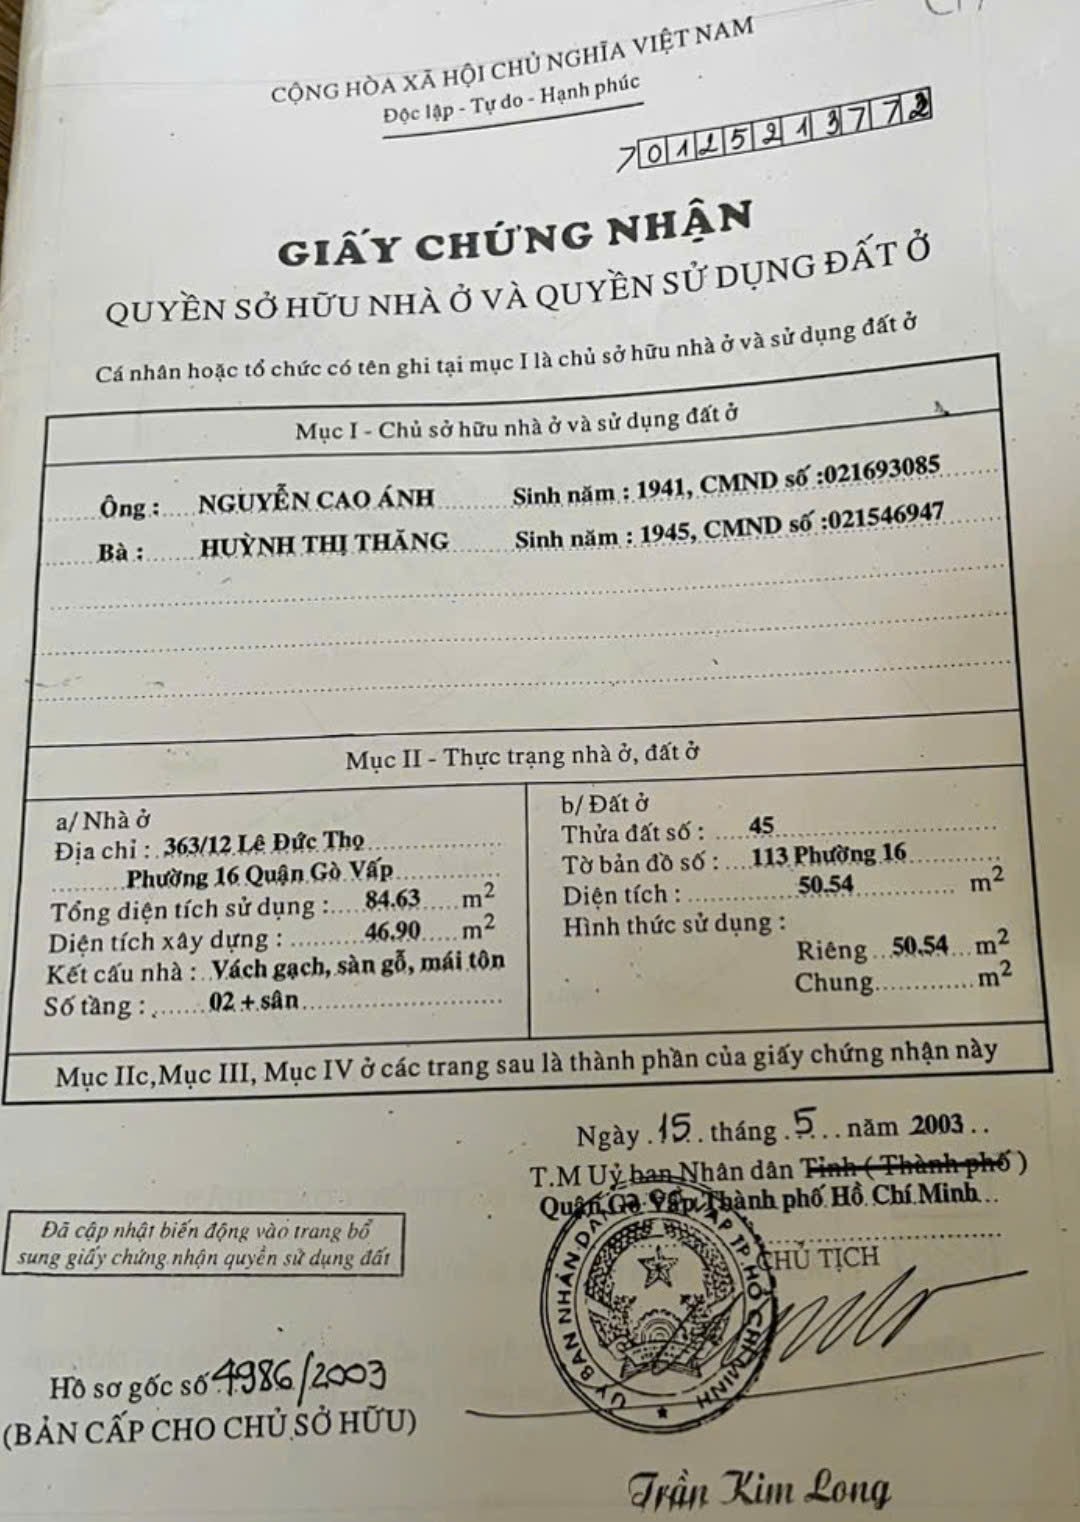 CỘNG HÒA XÃ HỘI CHỦ NGHĨA VIỆT NAM
Độc lập - Tự do - Hạnh phúc
70125213772
GIẤY CHỨNG NHẬN
QUYỀN SỞ HỮU NHÀ Ở VÀ QUYỀN SỬ DỤNG ĐẤT Ở
Cá nhân hoặc tổ chức có tên ghi tại mục I là chủ sở hữu nhà ở và sử dụng đất ở
Mục I - Chủ sở hữu nhà ở và sử dụng đất ở
Ông : NGUYỄN CAO ÁNH Sinh năm : 1941, CMND số :021693085
Bà : HUỲNH THỊ THĂNG Sinh năm : 1945, CMND số :021546947
Mục II - Thực trạng nhà ở, đất ở
a/ Nhà ở
Địa chỉ : 363/12 Lê Đức Thọ
Phường 16 Quận Gò Vấp
Tổng diện tích sử dụng : 84.63 m2
Diện tích xây dựng : 46.90 m2
Kết cấu nhà : Vách gạch, sàn gỗ, mái tôn
Số tầng : 02 + sân
b/ Đất ở
Thửa đất số : 45
Tờ bản đồ số : 113 Phường 16
Diện tích : 50.54 m2
Hình thức sử dụng :
Riêng 50.54 m2
Chung m2
Mục IIc,Mục III, Mục IV ở các trang sau là thành phần của giấy chứng nhận này
Ngày 15 tháng 5 năm 2003
T.M Uỷ ban Nhân dân Tỉnh ( Thành phố )
Quận Gò Vấp Thành phố Hồ Chí Minh
CHỦ TỊCH
Đã cập nhật biến động vào trang bổ
sung giấy chứng nhận quyền sử dụng đất
Hồ sơ gốc số 4986/2003
(BẢN CẤP CHO CHỦ SỞ HỮU)
Trần Kim Long